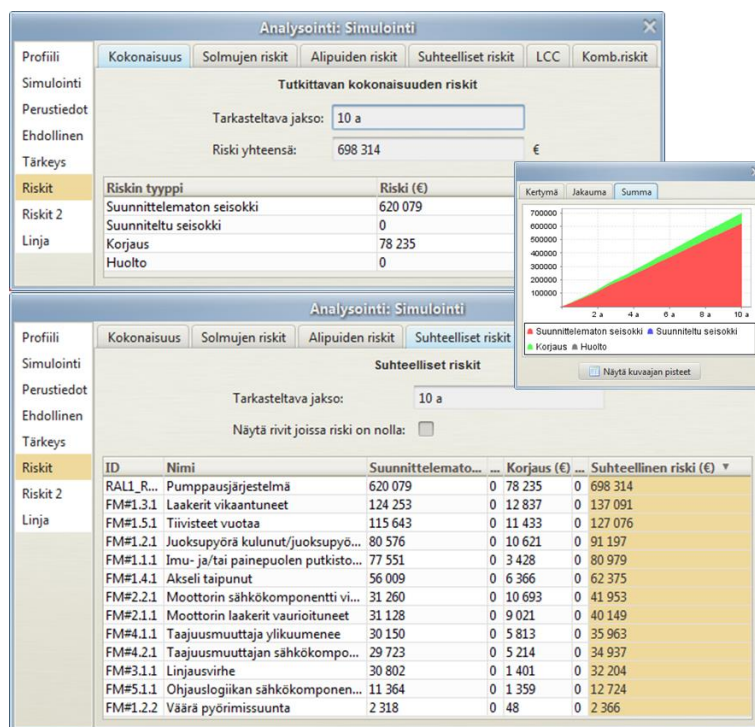 Analysointi: Simulointi
Profiili
Simulointi
Perustiedot
Ehdollinen
Tärkeys
Riskit
Riskit 2
Linja
Kokonaisuus Solmujen riskit Alipuiden riskit Suhteelliset riskit LCC Komb.riskit
Tutkittavan kokonaisuuden riskit
Tarkasteltava jakso: 10 a
Riski yhteensä: 698 314 €
Riskin tyyppi Riski (€)
Suunnittelematon seisokki 620 079
Suunniteltu seisokki 0
Korjaus 78 235
Huolto 0
Kertymä Jakauma Summa
700000
600000
500000
400000
300000
200000
100000
2 a 4 a 6 a 8 a 10 a
Suunnittelematon seisokki Suunniteltu seisokki
Korjaus Huolto
Näytä kuvaajan pisteet
Analysointi: Simulointi
Profiili
Simulointi
Perustiedot
Ehdollinen
Tärkeys
Riskit
Riskit 2
Linja
Kokonaisuus Solmujen riskit Alipuiden riskit Suhteelliset riskit
Suhteelliset riskit
Tarkasteltava jakso: 10 a
Näytä rivit joissa riski on nolla:
ID Nimi Suunnittelemato... ... Korjaus (€) ... Suhteellinen riski (€)
RAL1_R... Pumppausjärjestelmä 620 079 0 78 235 0 698 314
FM#1.3.1 Laakerit vikaantuneet 124 253 0 12 837 0 137 091
FM#1.5.1 Tiivisteet vuotaa 115 643 0 11 433 0 127 076
FM#1.2.1 Juoksupyörä kulunut/juoksupyö... 80 576 0 10 621 0 91 197
FM#1.1.1 Imu- ja/tai painepuolen putkisto... 77 551 0 3 428 0 80 979
FM#1.4.1 Akseli taipunut 56 009 0 6 366 0 62 375
FM#2.2.1 Moottorin sähkökomponentti vi... 31 260 0 10 693 0 41 953
FM#2.1.1 Moottorin laakerit vaurioituneet 31 128 0 9 021 0 40 149
FM#4.1.1 Taajuusmuuttaja ylikuumenee 30 150 0 5 813 0 35 963
FM#4.2.1 Taajuusmuuttajan sähkökompo... 29 723 0 5 214 0 34 937
FM#3.1.1 Linjausvirhe 30 802 0 1 401 0 32 204
FM#5.1.1 Ohjauslogiikan sähkökomponen... 11 364 0 1 359 0 12 724
FM#1.2.2 Väärä pyörimissuunta 2 318 0 48 0 2 366